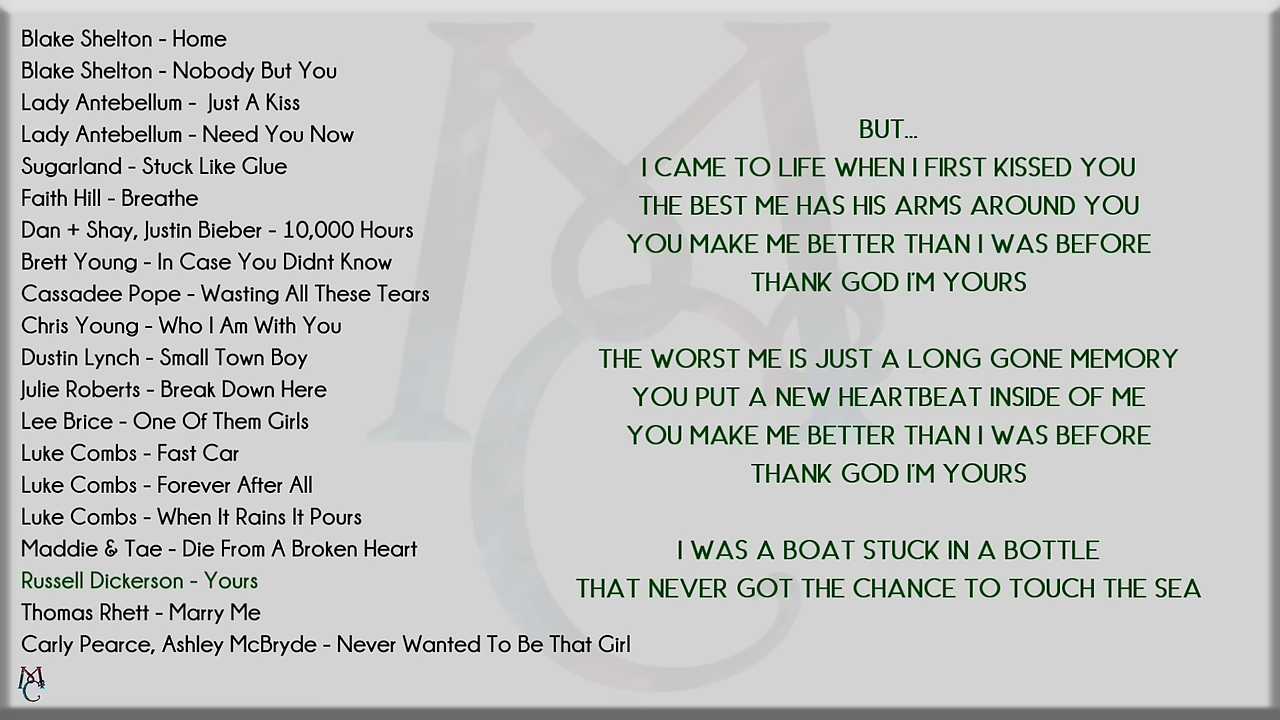 Blake Shelton - Home
Blake Shelton - Nobody But You
Lady Antebellum -  Just A Kiss
Lady Antebellum - Need You Now
Sugarland - Stuck Like Glue
Faith Hill - Breathe
Dan + Shay, Justin Bieber - 10,000 Hours
Brett Young - In Case You Didnt Know
Cassadee Pope - Wasting All These Tears
Chris Young - Who I Am With You
Dustin Lynch - Small Town Boy
Julie Roberts - Break Down Here
Lee Brice - One Of Them Girls
Luke Combs - Fast Car
Luke Combs - Forever After All
Luke Combs - When It Rains It Pours
Maddie & Tae - Die From A Broken Heart
Russell Dickerson - Yours
Thomas Rhett - Marry Me
Carly Pearce, Ashley McBryde - Never Wanted To Be That Girl
BUT...
I CAME TO LIFE WHEN I FIRST KISSED YOU
THE BEST ME HAS HIS ARMS AROUND YOU
YOU MAKE ME BETTER THAN I WAS BEFORE
THANK GOD I'M YOURS
THE WORST ME IS JUST A LONG GONE MEMORY
YOU PUT A NEW HEARTBEAT INSIDE OF ME
YOU MAKE ME BETTER THAN I WAS BEFORE
THANK GOD I'M YOURS
I WAS A BOAT STUCK IN A BOTTLE
THAT NEVER GOT THE CHANCE TO TOUCH THE SEA